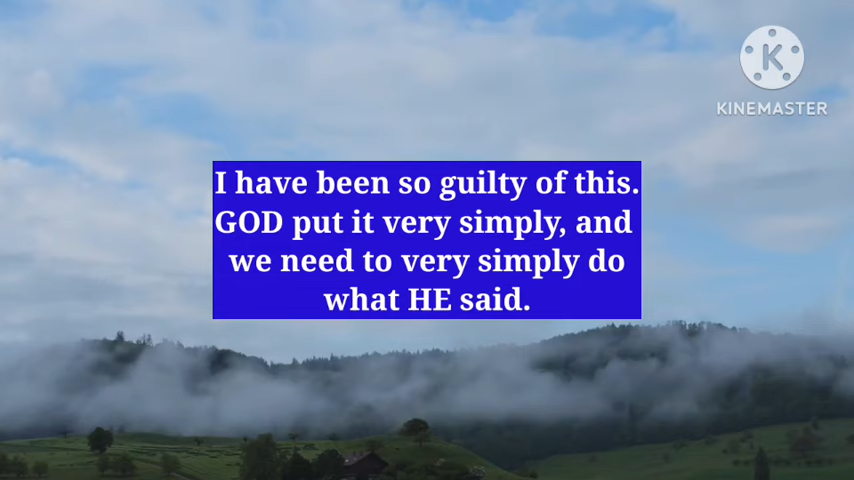 K
KINEMASTER
I have been so guilty of this.
GOD put it very simply, and
we need to very simply do
what HE said.